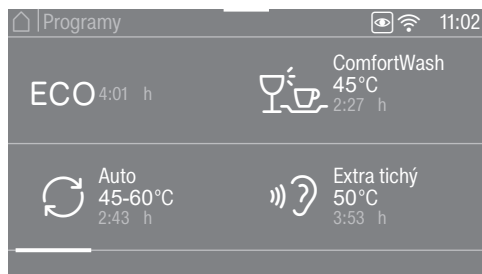 Programy 11:02
ECO 4:01 h
ComfortWash
45°C
2:27 h
Auto
45-60°C
2:43 h
Extra tichý
50°C
3:53 h